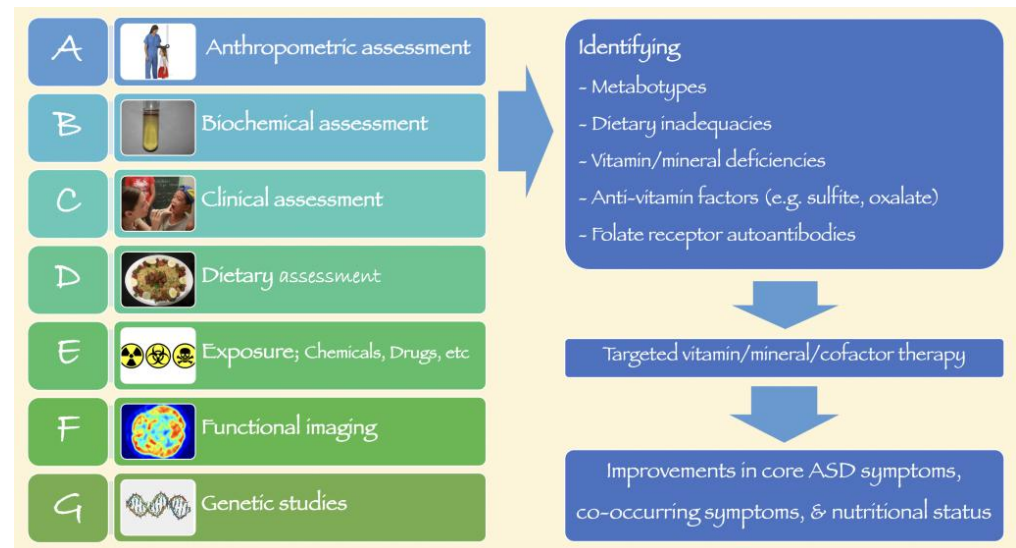 A
Anthropometric assessment
B
Biochemical assessment
C
Clinical assessment
D
Dietary assessment
E
Exposure; Chemicals, Drugs, etc
F
Functional imaging
G
Genetic studies
Identifying
- Metabotypes
- Dietary inadequacies
- Vitamin/mineral deficiencies
- Anti-vitamin factors (e.g. sulfite, oxalate)
- Folate receptor autoantibodies
Targeted vitamin/mineral/cofactor therapy
Improvements in core ASD symptoms,
co-occurring symptoms, & nutritional status